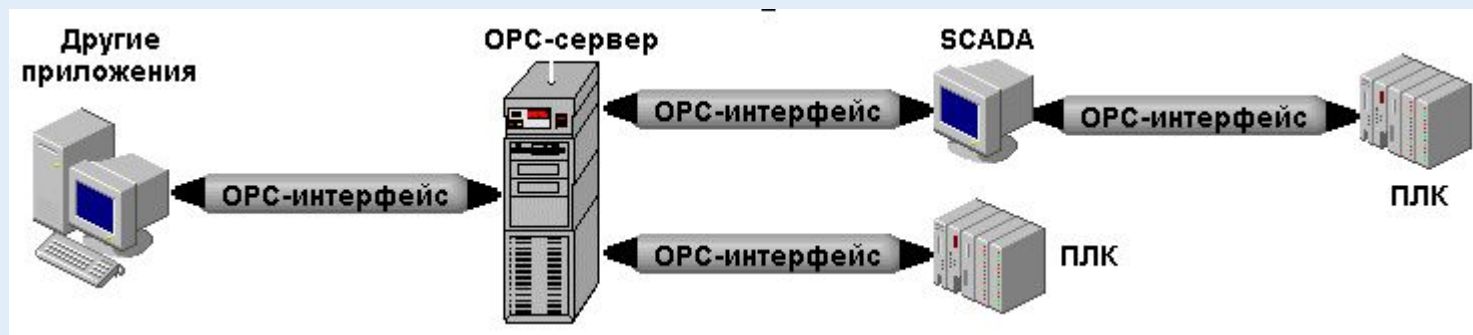 Другие
приложения
OPC-сервер
SCADA
OPC-интерфейс
OPC-интерфейс
OPC-интерфейс
ПЛК
OPC-интерфейс
ПЛК